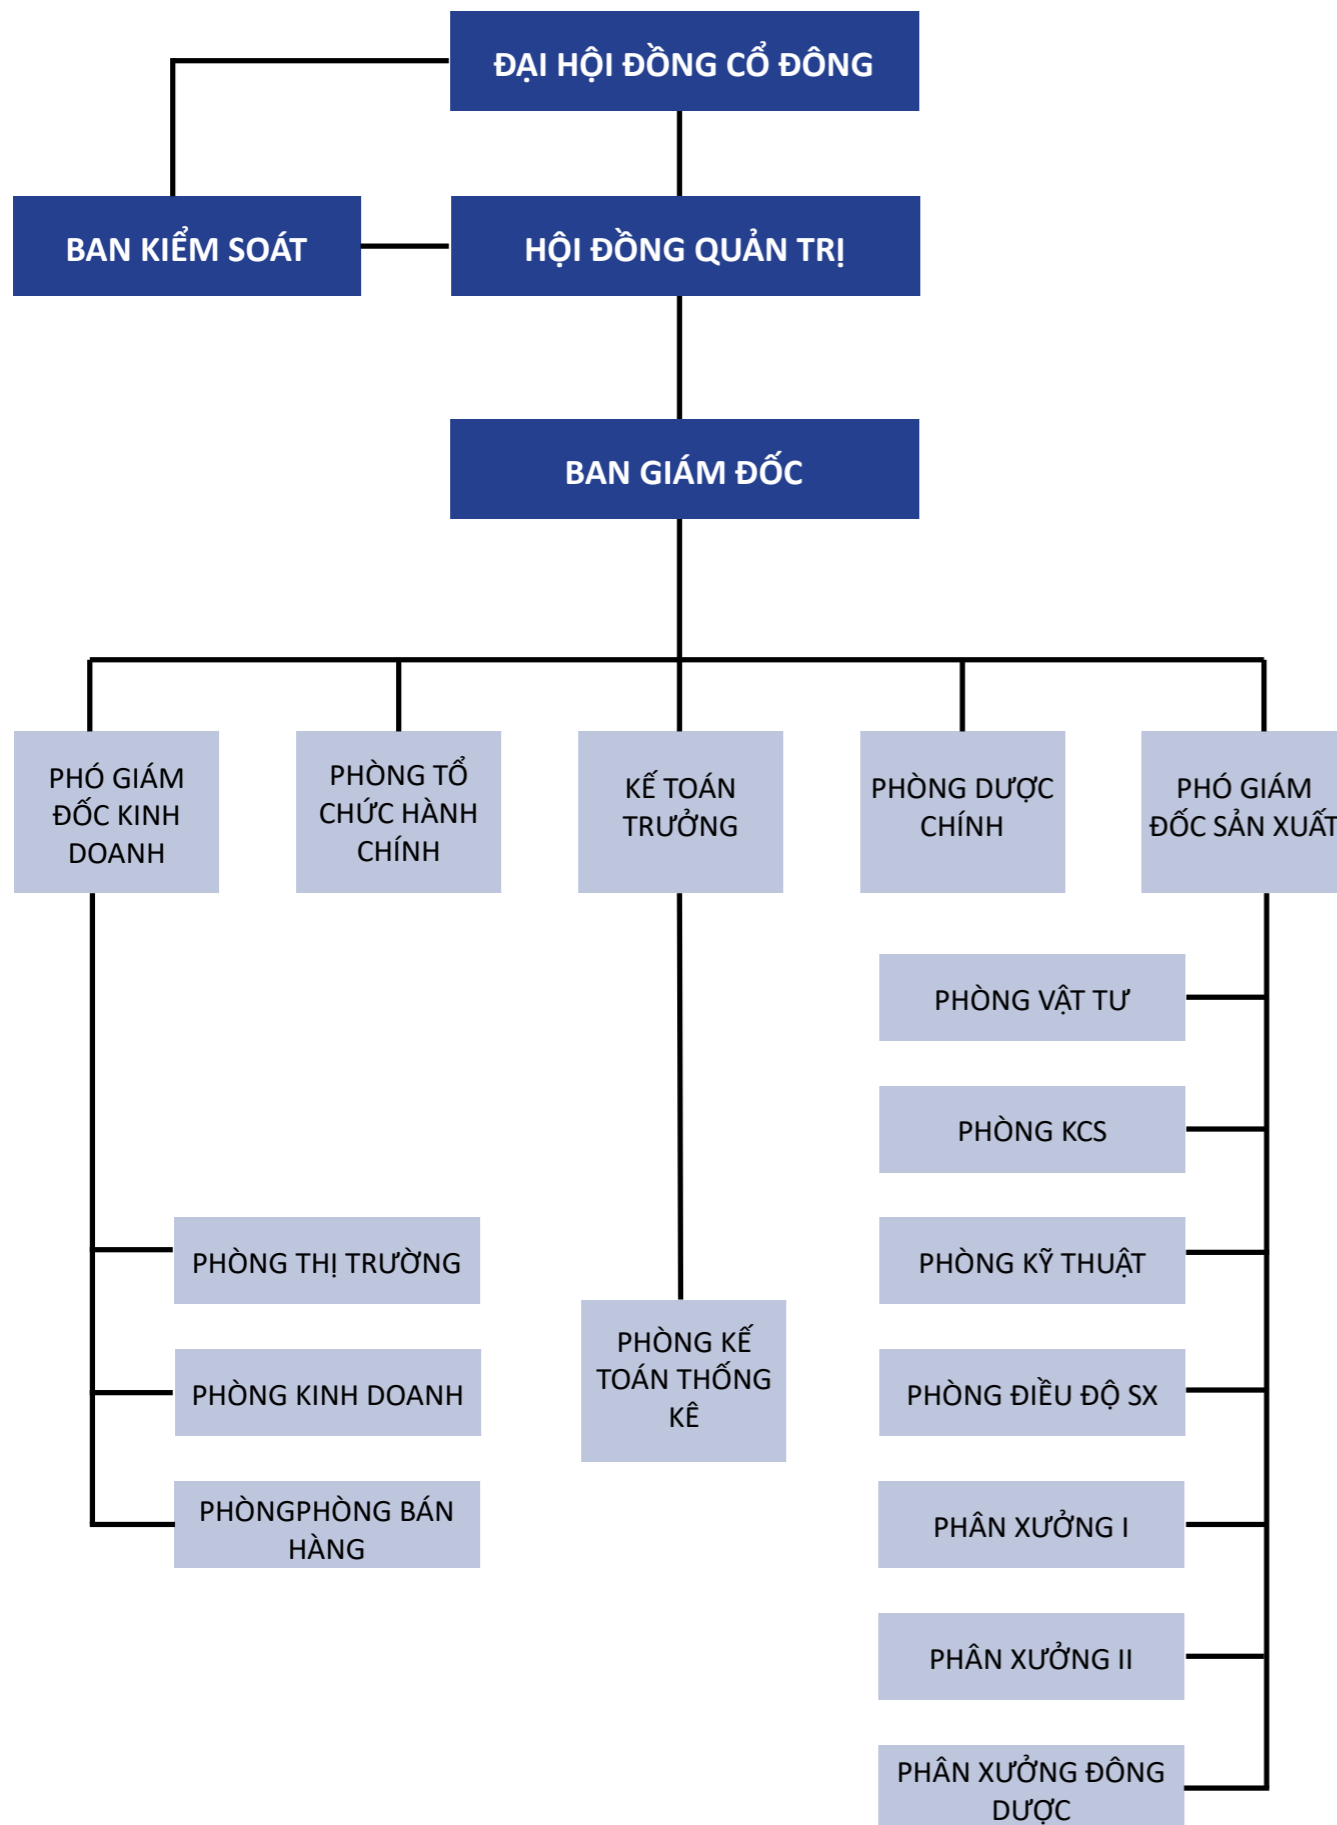 ĐẠI HỘI ĐỒNG CỔ ĐÔNG
BAN KIỂM SOÁT
HỘI ĐỒNG QUẢN TRỊ
BAN GIÁM ĐỐC
PHÓ GIÁM
ĐỐC KINH
DOANH
PHÒNG TỔ
CHỨC HÀNH
CHÍNH
KẾ TOÁN
TRƯỞNG
PHÒNG DƯỢC
CHÍNH
PHÓ GIÁM
ĐỐC SẢN XUẤT
PHÒNG THỊ TRƯỜNG
PHÒNG KINH DOANH
PHÒNGPHÒNG BÁN
HÀNG
PHÒNG KẾ
TOÁN THỐNG
KÊ
PHÒNG VẬT TƯ
PHÒNG KCS
PHÒNG KỸ THUẬT
PHÒNG ĐIỀU ĐỘ SX
PHÂN XƯỞNG I
PHÂN XƯỞNG II
PHÂN XƯỞNG ĐÔNG
DƯỢC